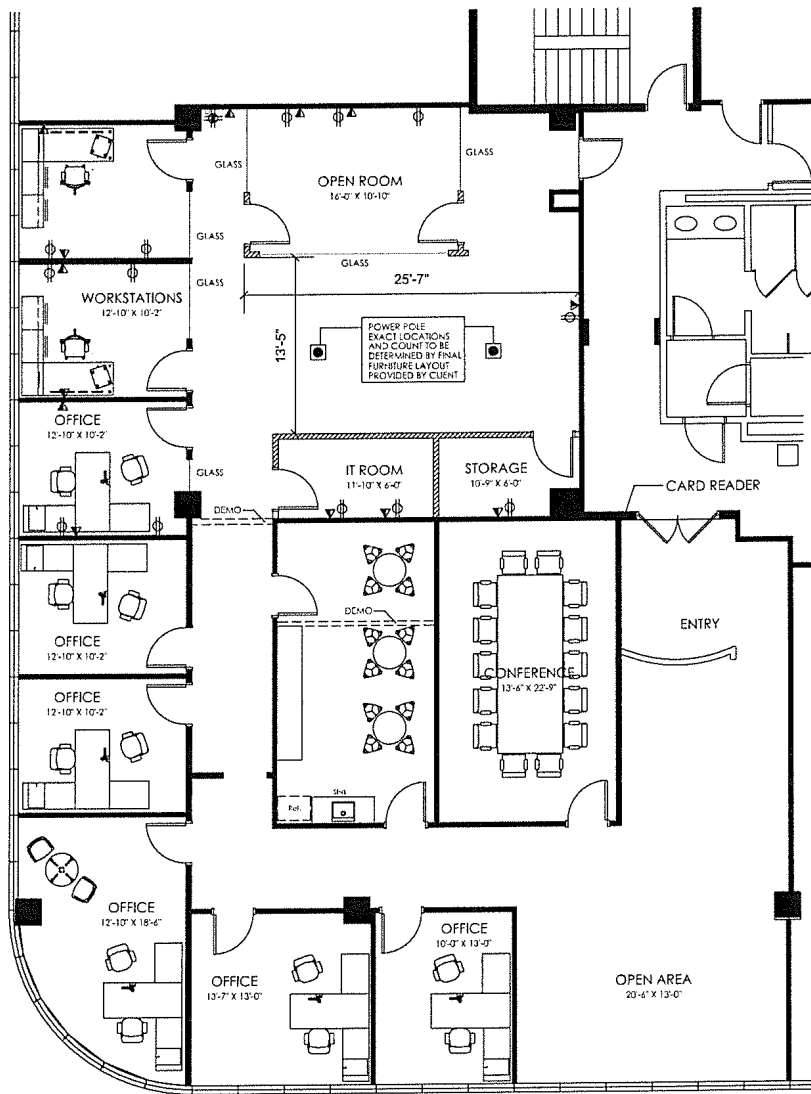 GLASS
GLASS
OPEN ROOM
16'-0" X 10'-10"
GLASS
GLASS
25'-7"
GLASS
WORKSTATIONS
12'-10" X 10'-2"
13'-5"
POWER POLE
EXACT LOCATIONS
AND COUNT TO BE
DETERMINED BY FINAL
FURNITURE LAYOUT
PROVIDED BY CLIENT
OFFICE
12'-10" X 10'-2"
GLASS
IT ROOM
11'-10" X 6'-0"
STORAGE
10'-9" X 6'-0"
CARD READER
DEMO
DEMO
ENTRY
OFFICE
12'-10" X 10'-2"
CONFERENCE
13'-6" X 22'-9"
OFFICE
12'-10" X 10'-2"
Ref.
SINK
OFFICE
12'-10" X 18'-6"
OFFICE
13'-7" X 13'-0"
OFFICE
10'-0" X 13'-0"
OPEN AREA
20'-6" X 13'-0"